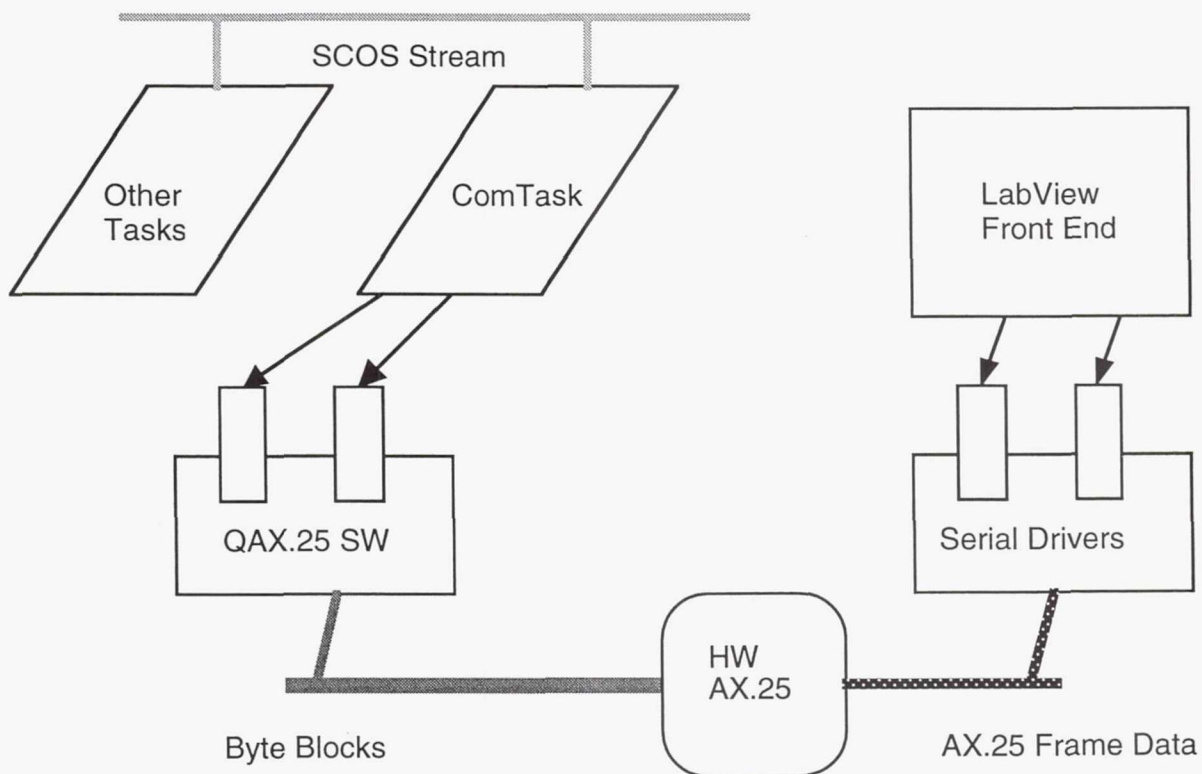 SCOS Stream
Other
Tasks
ComTask
LabView
Front End
QAX.25 SW
Serial Drivers
HW
AX.25
Byte Blocks
AX.25 Frame Data